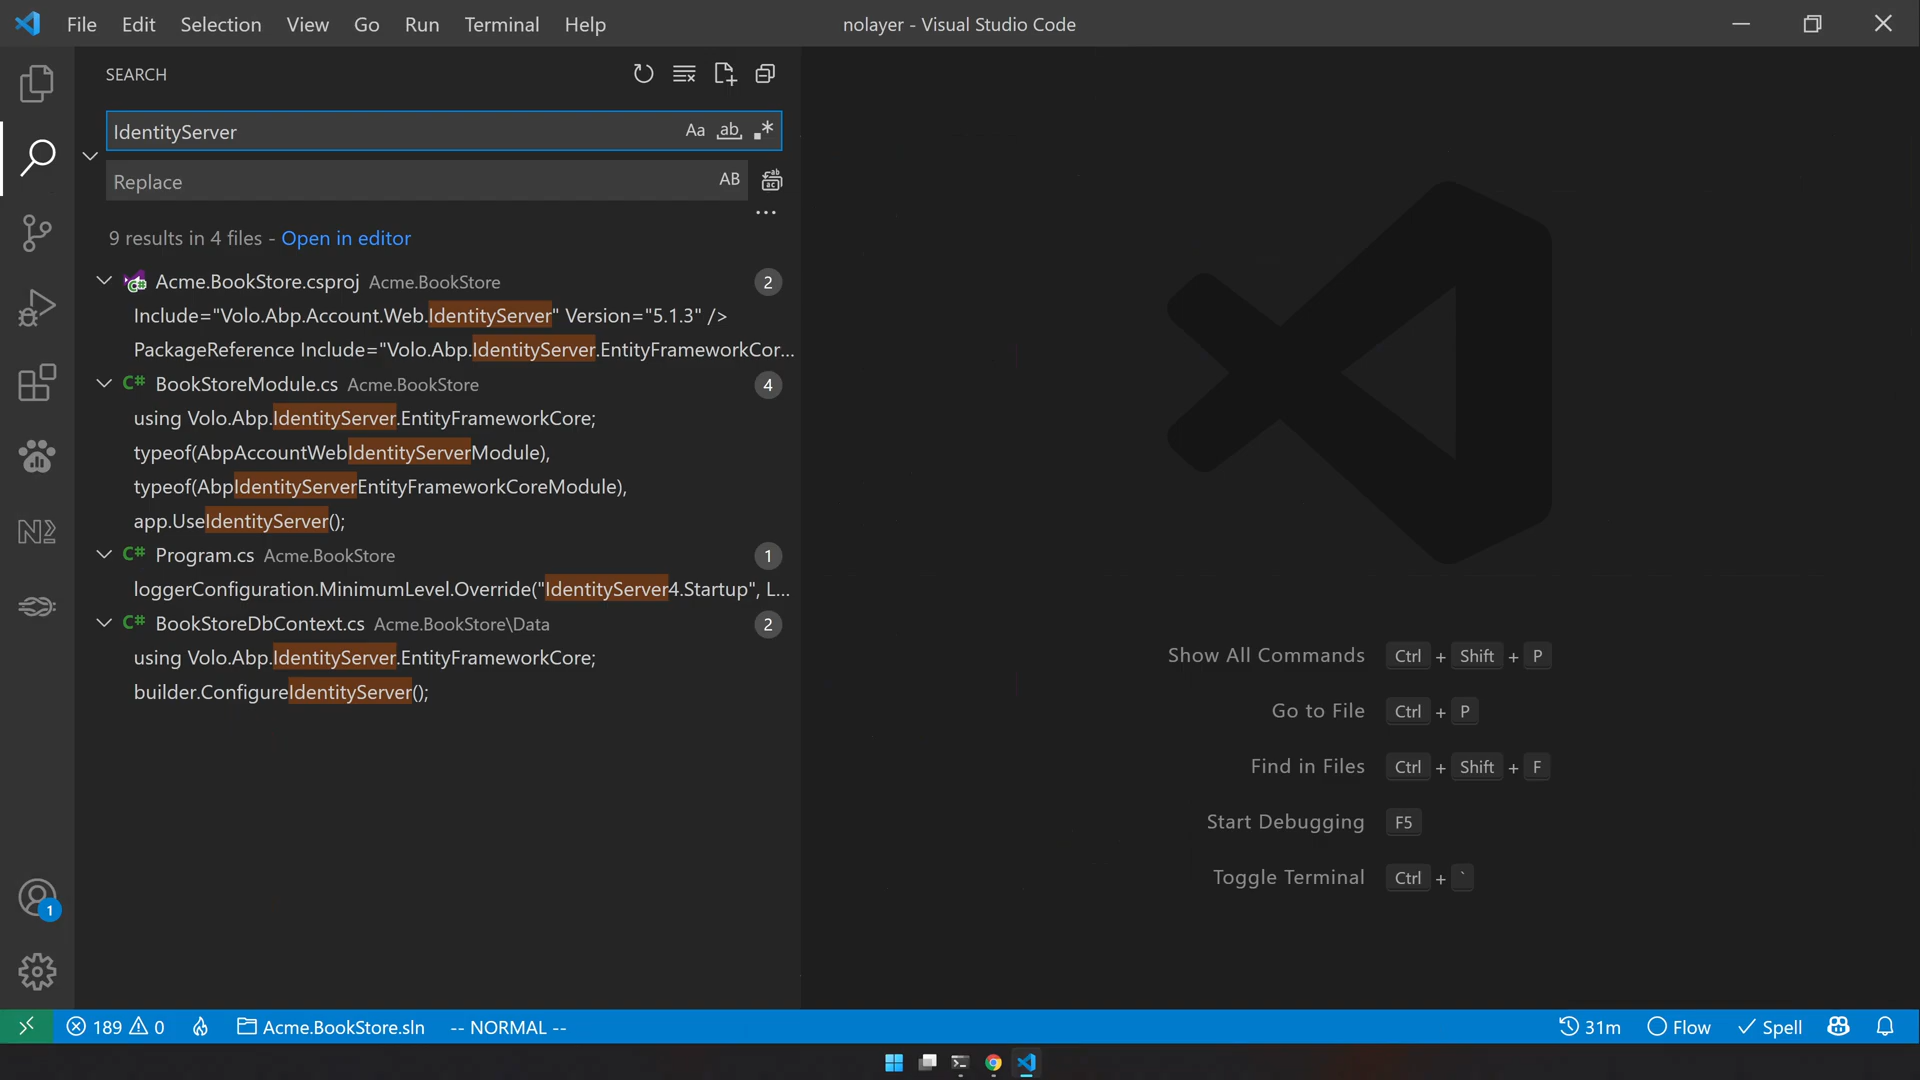 File Edit Selection View Go Run Terminal Help
nolayer - Visual Studio Code
SEARCH
IdentityServer
Aa ab .*
Replace
AB
...
9 results in 4 files - Open in editor
Acme.BookStore.csproj Acme.BookStore 2
Include="Volo.Abp.Account.Web.IdentityServer" Version="5.1.3" />
PackageReference Include="Volo.Abp.IdentityServer.EntityFrameworkCor...
C# BookStoreModule.cs Acme.BookStore 4
using Volo.Abp.IdentityServer.EntityFrameworkCore;
typeof(AbpAccountWebIdentityServerModule),
typeof(AbpIdentityServerEntityFrameworkCoreModule),
app.UseIdentityServer();
C# Program.cs Acme.BookStore 1
loggerConfiguration.MinimumLevel.Override("IdentityServer4.Startup", L...
C# BookStoreDbContext.cs Acme.BookStore\Data 2
using Volo.Abp.IdentityServer.EntityFrameworkCore;
builder.ConfigureIdentityServer();
Show All Commands Ctrl + Shift + P
Go to File Ctrl + P
Find in Files Ctrl + Shift + F
Start Debugging F5
Toggle Terminal Ctrl + `
1
189 0 Acme.BookStore.sln -- NORMAL --
31m Flow Spell